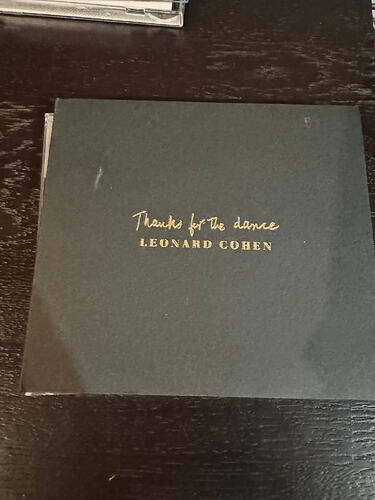 Thanks for the dance
LEONARD COHEN